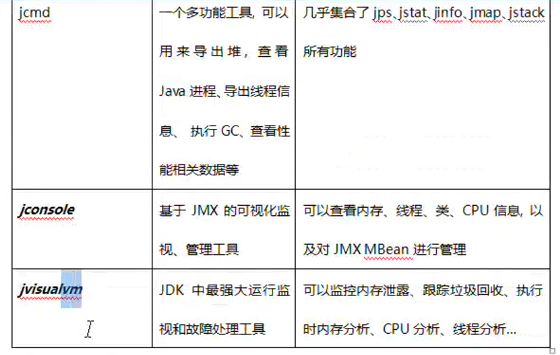 jcmd
一个多功能工具, 可以
用来导出堆, 查看
Java 进程、导出线程信
息、 执行 GC、查看性
能相关数据等
几乎集合了 jps、jstat、jinfo、jmap、jstack
所有功能
jconsole
基于 JMX 的可视化监
视、管理工具
可以查看内存、线程、类、CPU 信息, 以
及对 JMX MBean 进行管理
jvisualvm
JDK 中最强大运行监
视和故障处理工具
可以监控内存泄露、跟踪垃圾回收、执行
时内存分析、CPU 分析、线程分析...